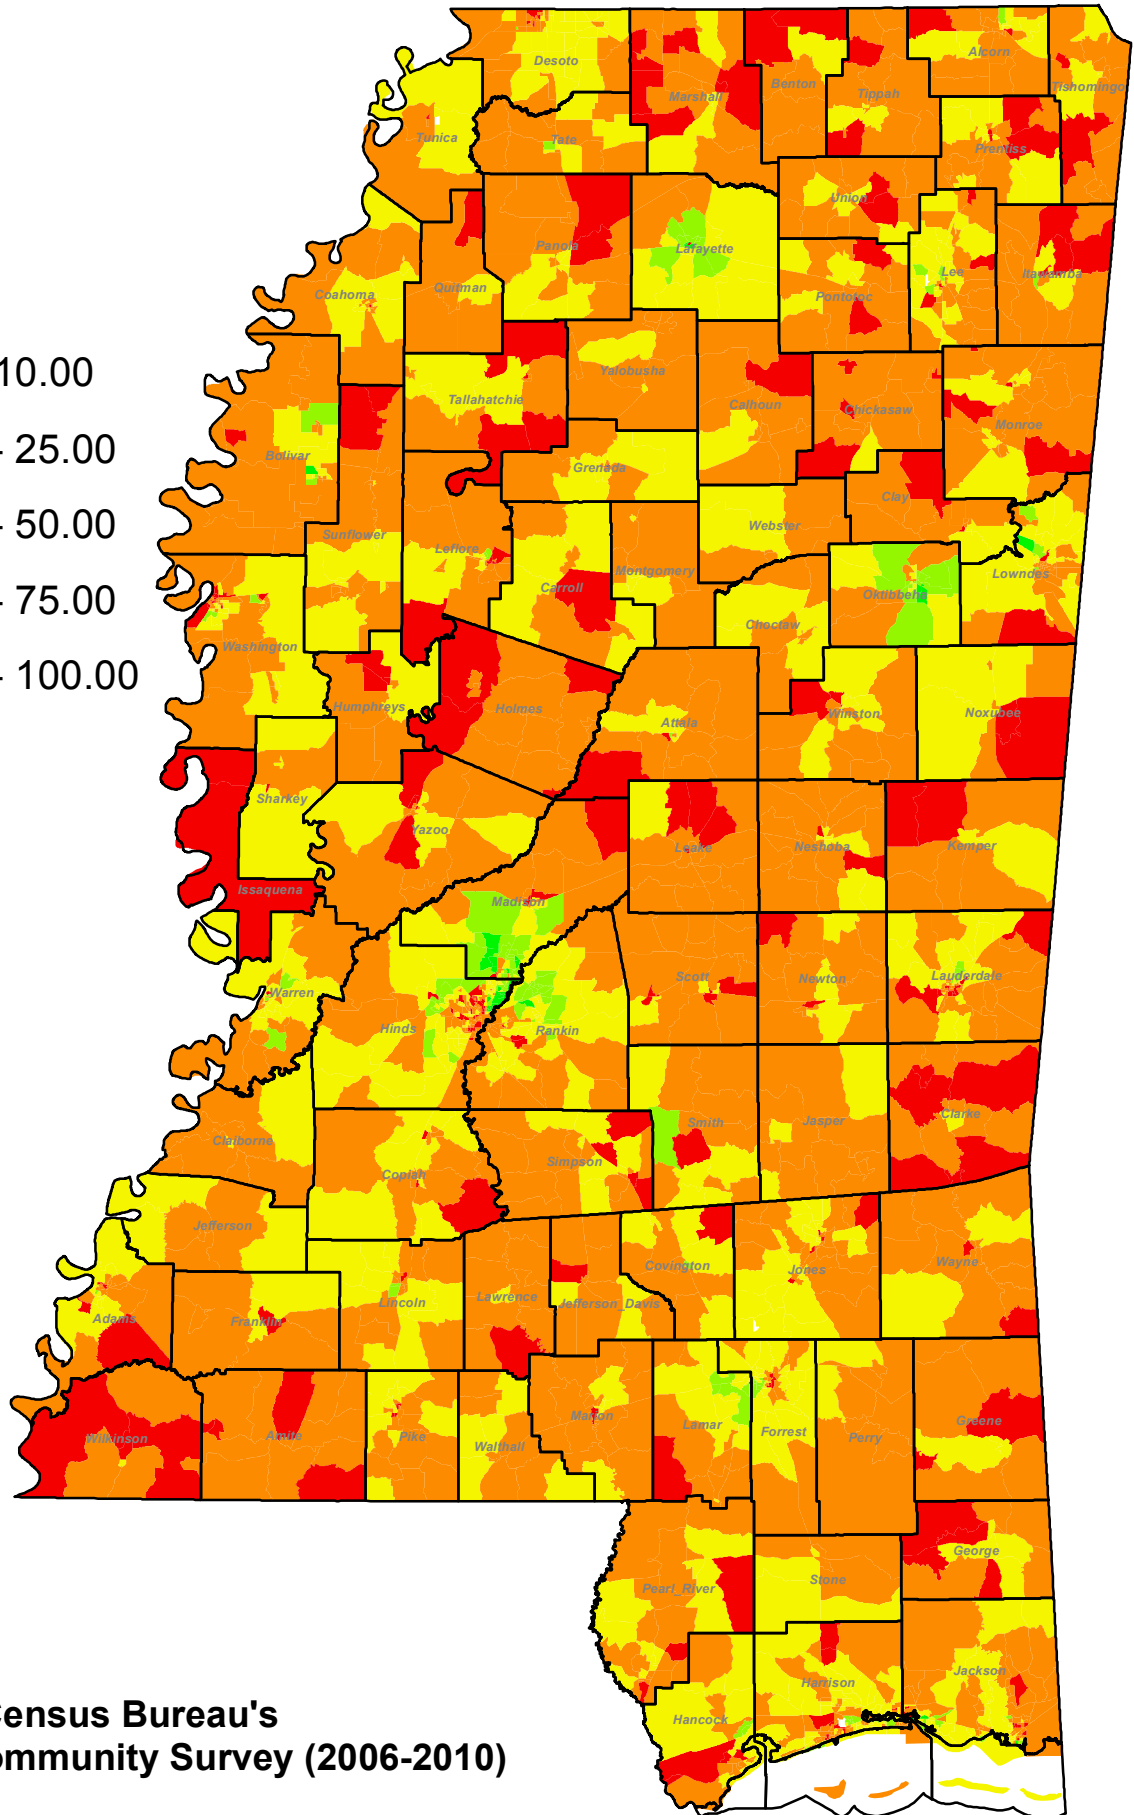 Desoto
Alcorn
Benton
Tishomingo
Marshall
Tippah
Tunica
Tate
Prentiss
Union
Panola
Lafayette
Lee
Itawamba
Coahoma
Quitman
Pontotoc
10.00
Yalobusha
Tallahatchie
Calhoun
Chickasaw
Monroe
- 25.00
Bolivar
Grenada
Clay
- 50.00
Sunflower
Webster
Leflore
Montgomery
Lowndes
Carroll
Oktibbeha
- 75.00
Choctaw
Washington
- 100.00
Humphreys
Holmes
Attala
Winston
Noxubee
Sharkey
Yazoo
Leake
Neshoba
Kemper
Issaquena
Madison
Scott
Newton
Lauderdale
Warren
Hinds
Rankin
Clarke
Smith
Jasper
Claiborne
Simpson
Copiah
Jefferson
Covington
Jones
Wayne
Lawrence
Jefferson_Davis
Lincoln
Adams
Franklin
Marion
Lamar
Greene
Wilkinson
Amite
Pike
Walthall
Forrest
Perry
George
Pearl_River
Stone
Jackson
Harrison
Hancock
Census Bureau's
ommunity Survey (2006-2010)